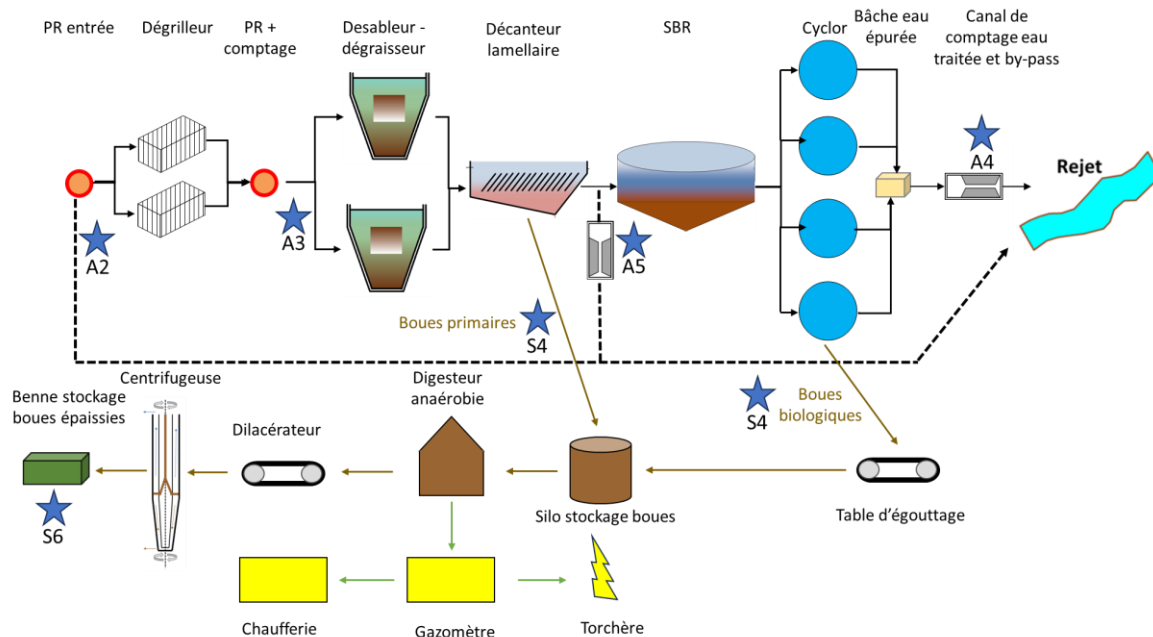 PR entrée
Dégrilleur
PR +
comptage
Desableur -
dégraisseur
Décanteur
lamellaire
SBR
Cyclor
Bâche eau
épurée
Canal de
comptage eau
traitée et by-pass
A4
Rejet
A2
A3
A5
Boues primaires
S4
Boues
biologiques
S4
Benne stockage
boues épaissies
Centrifugeuse
Dilacérateur
Digesteur
anaérobie
Silo stockage boues
Table d'égouttage
S6
Chaufferie
Gazomètre
Torchère